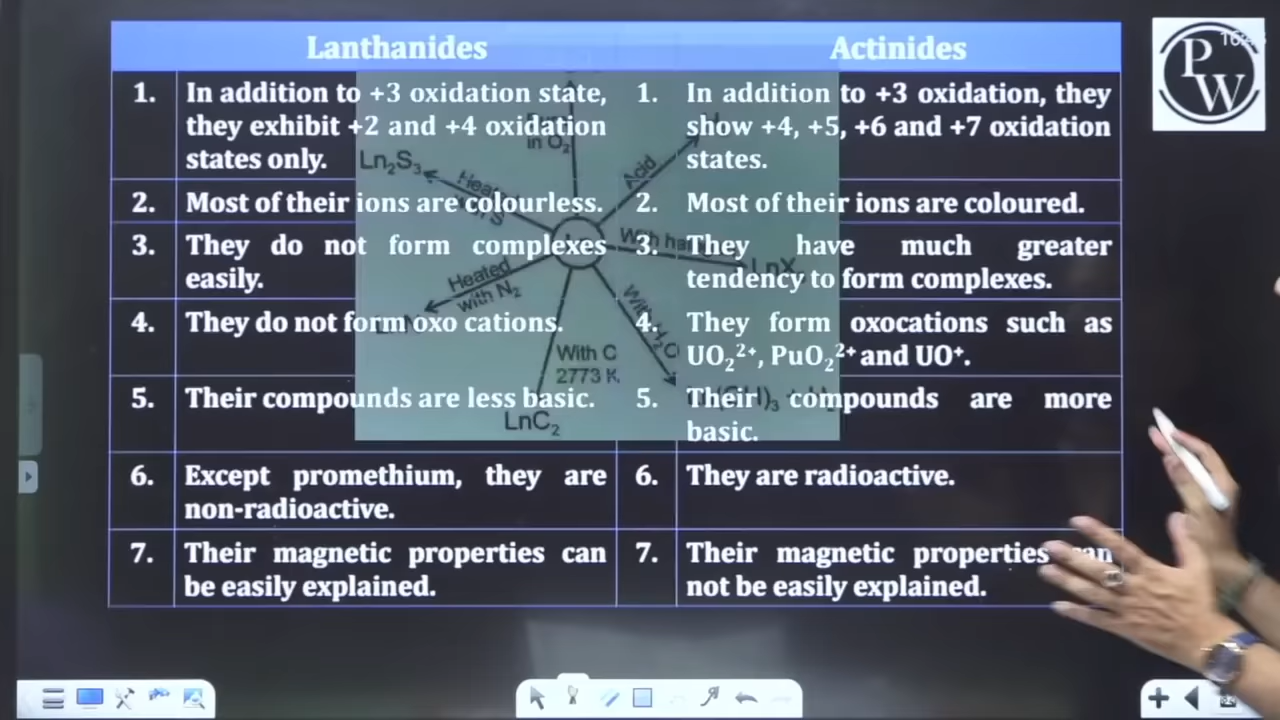 Lanthanides Actinides
1. In addition to +3 oxidation state, they exhibit +2 and +4 oxidation states only.
1. In addition to +3 oxidation, they show +4, +5, +6 and +7 oxidation states.
2. Most of their ions are colourless.
2. Most of their ions are coloured.
3. They do not form complexes easily.
3. They have much greater tendency to form complexes.
4. They do not form oxo cations.
4. They form oxocations such as UO₂²⁺, PuO₂²⁺ and UO⁺.
5. Their compounds are less basic.
5. Their compounds are more basic.
6. Except promethium, they are non-radioactive.
6. They are radioactive.
7. Their magnetic properties can be easily explained.
7. Their magnetic properties can not be easily explained.
in O₂
Ln₂S₃
Acid
Heated
with N₂
With C
2773 K
LnC₂
PW